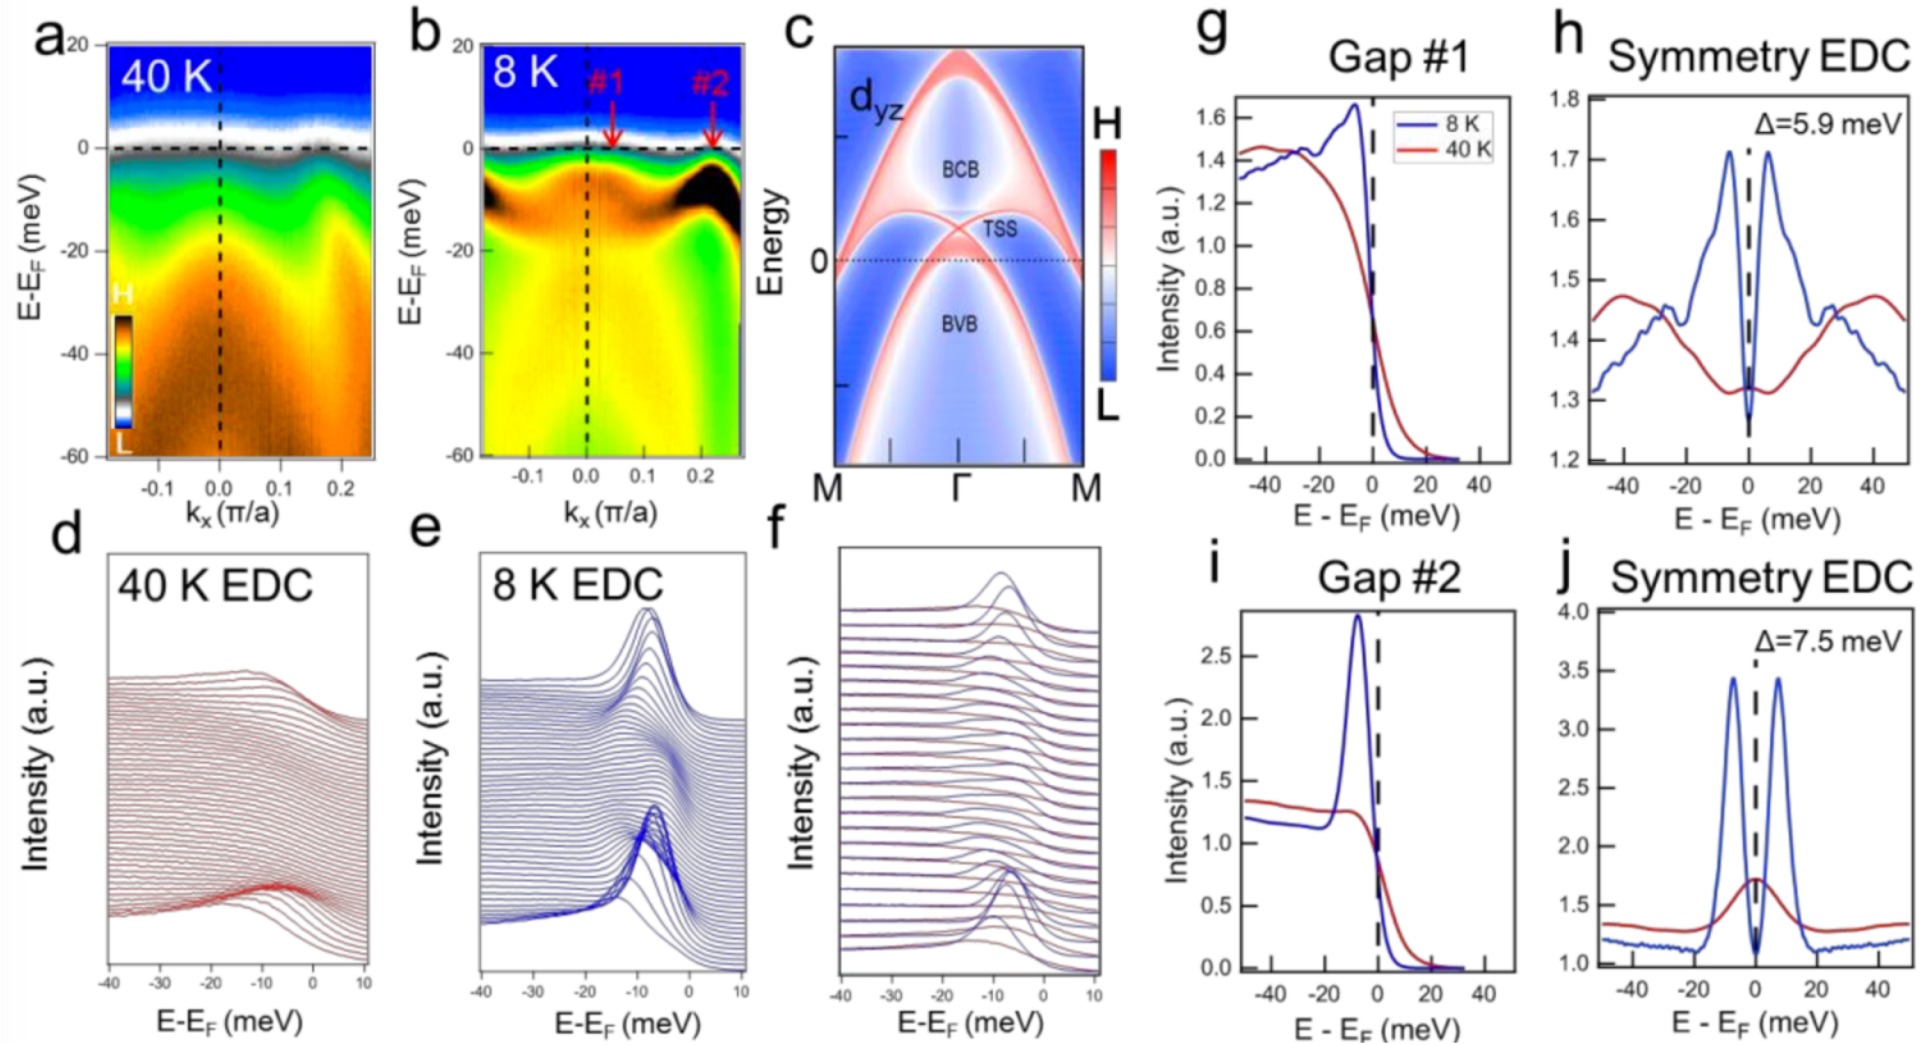 a
20
0
-20
-40
-60
E-EF (meV)
40 K
H
L
-0.1
0.0
0.1
0.2
kx (π/a)
b
20
0
-20
-40
-60
E-EF (meV)
8 K
#1
#2
-0.1
0.0
0.1
0.2
kx (π/a)
c
Energy
0
dyz
BCB
TSS
BVB
M
Γ
M
H
L
d
40 K EDC
Intensity (a.u.)
-40
-30
-20
-10
0
10
E-EF (meV)
e
8 K EDC
Intensity (a.u.)
-40
-30
-20
-10
0
10
E-EF (meV)
f
Intensity (a.u.)
-40
-30
-20
-10
0
10
E-EF (meV)
g
Gap #1
Intensity (a.u.)
1.6
1.4
1.2
1.0
0.8
0.6
0.4
0.2
0.0
8 K
40 K
-40
-20
0
20
40
E - EF (meV)
h
Symmetry EDC
Δ=5.9 meV
1.8
1.7
1.6
1.5
1.4
1.3
1.2
-40
-20
0
20
40
E - EF (meV)
i
Gap #2
Intensity (a.u.)
2.5
2.0
1.5
1.0
0.5
0.0
-40
-20
0
20
40
E - EF (meV)
j
Symmetry EDC
Δ=7.5 meV
4.0
3.5
3.0
2.5
2.0
1.5
1.0
-40
-20
0
20
40
E - EF (meV)